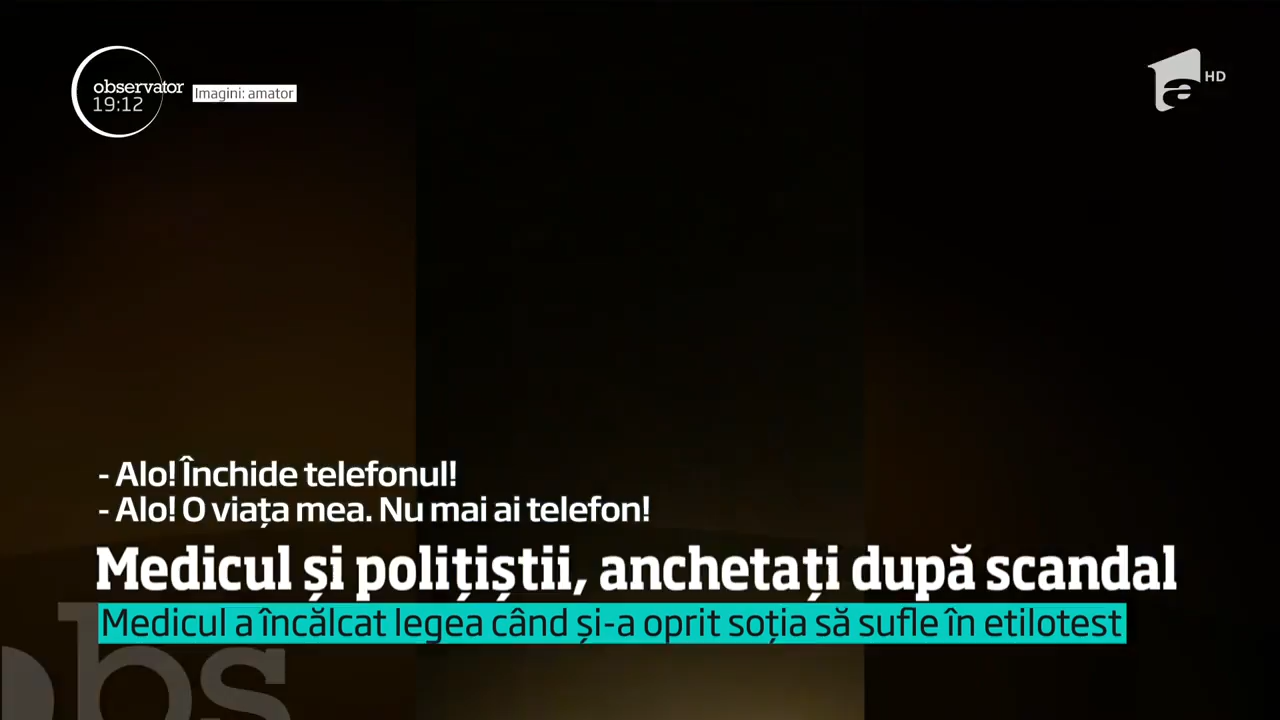 observator
19:12
Imagini: amator
a HD
- Alo! Închide telefonul!
- Alo! O viața mea. Nu mai ai telefon!
Medicul și polițiștii, anchetați după scandal
Medicul a încălcat legea când și-a oprit soția să sufle în etilotest
obs